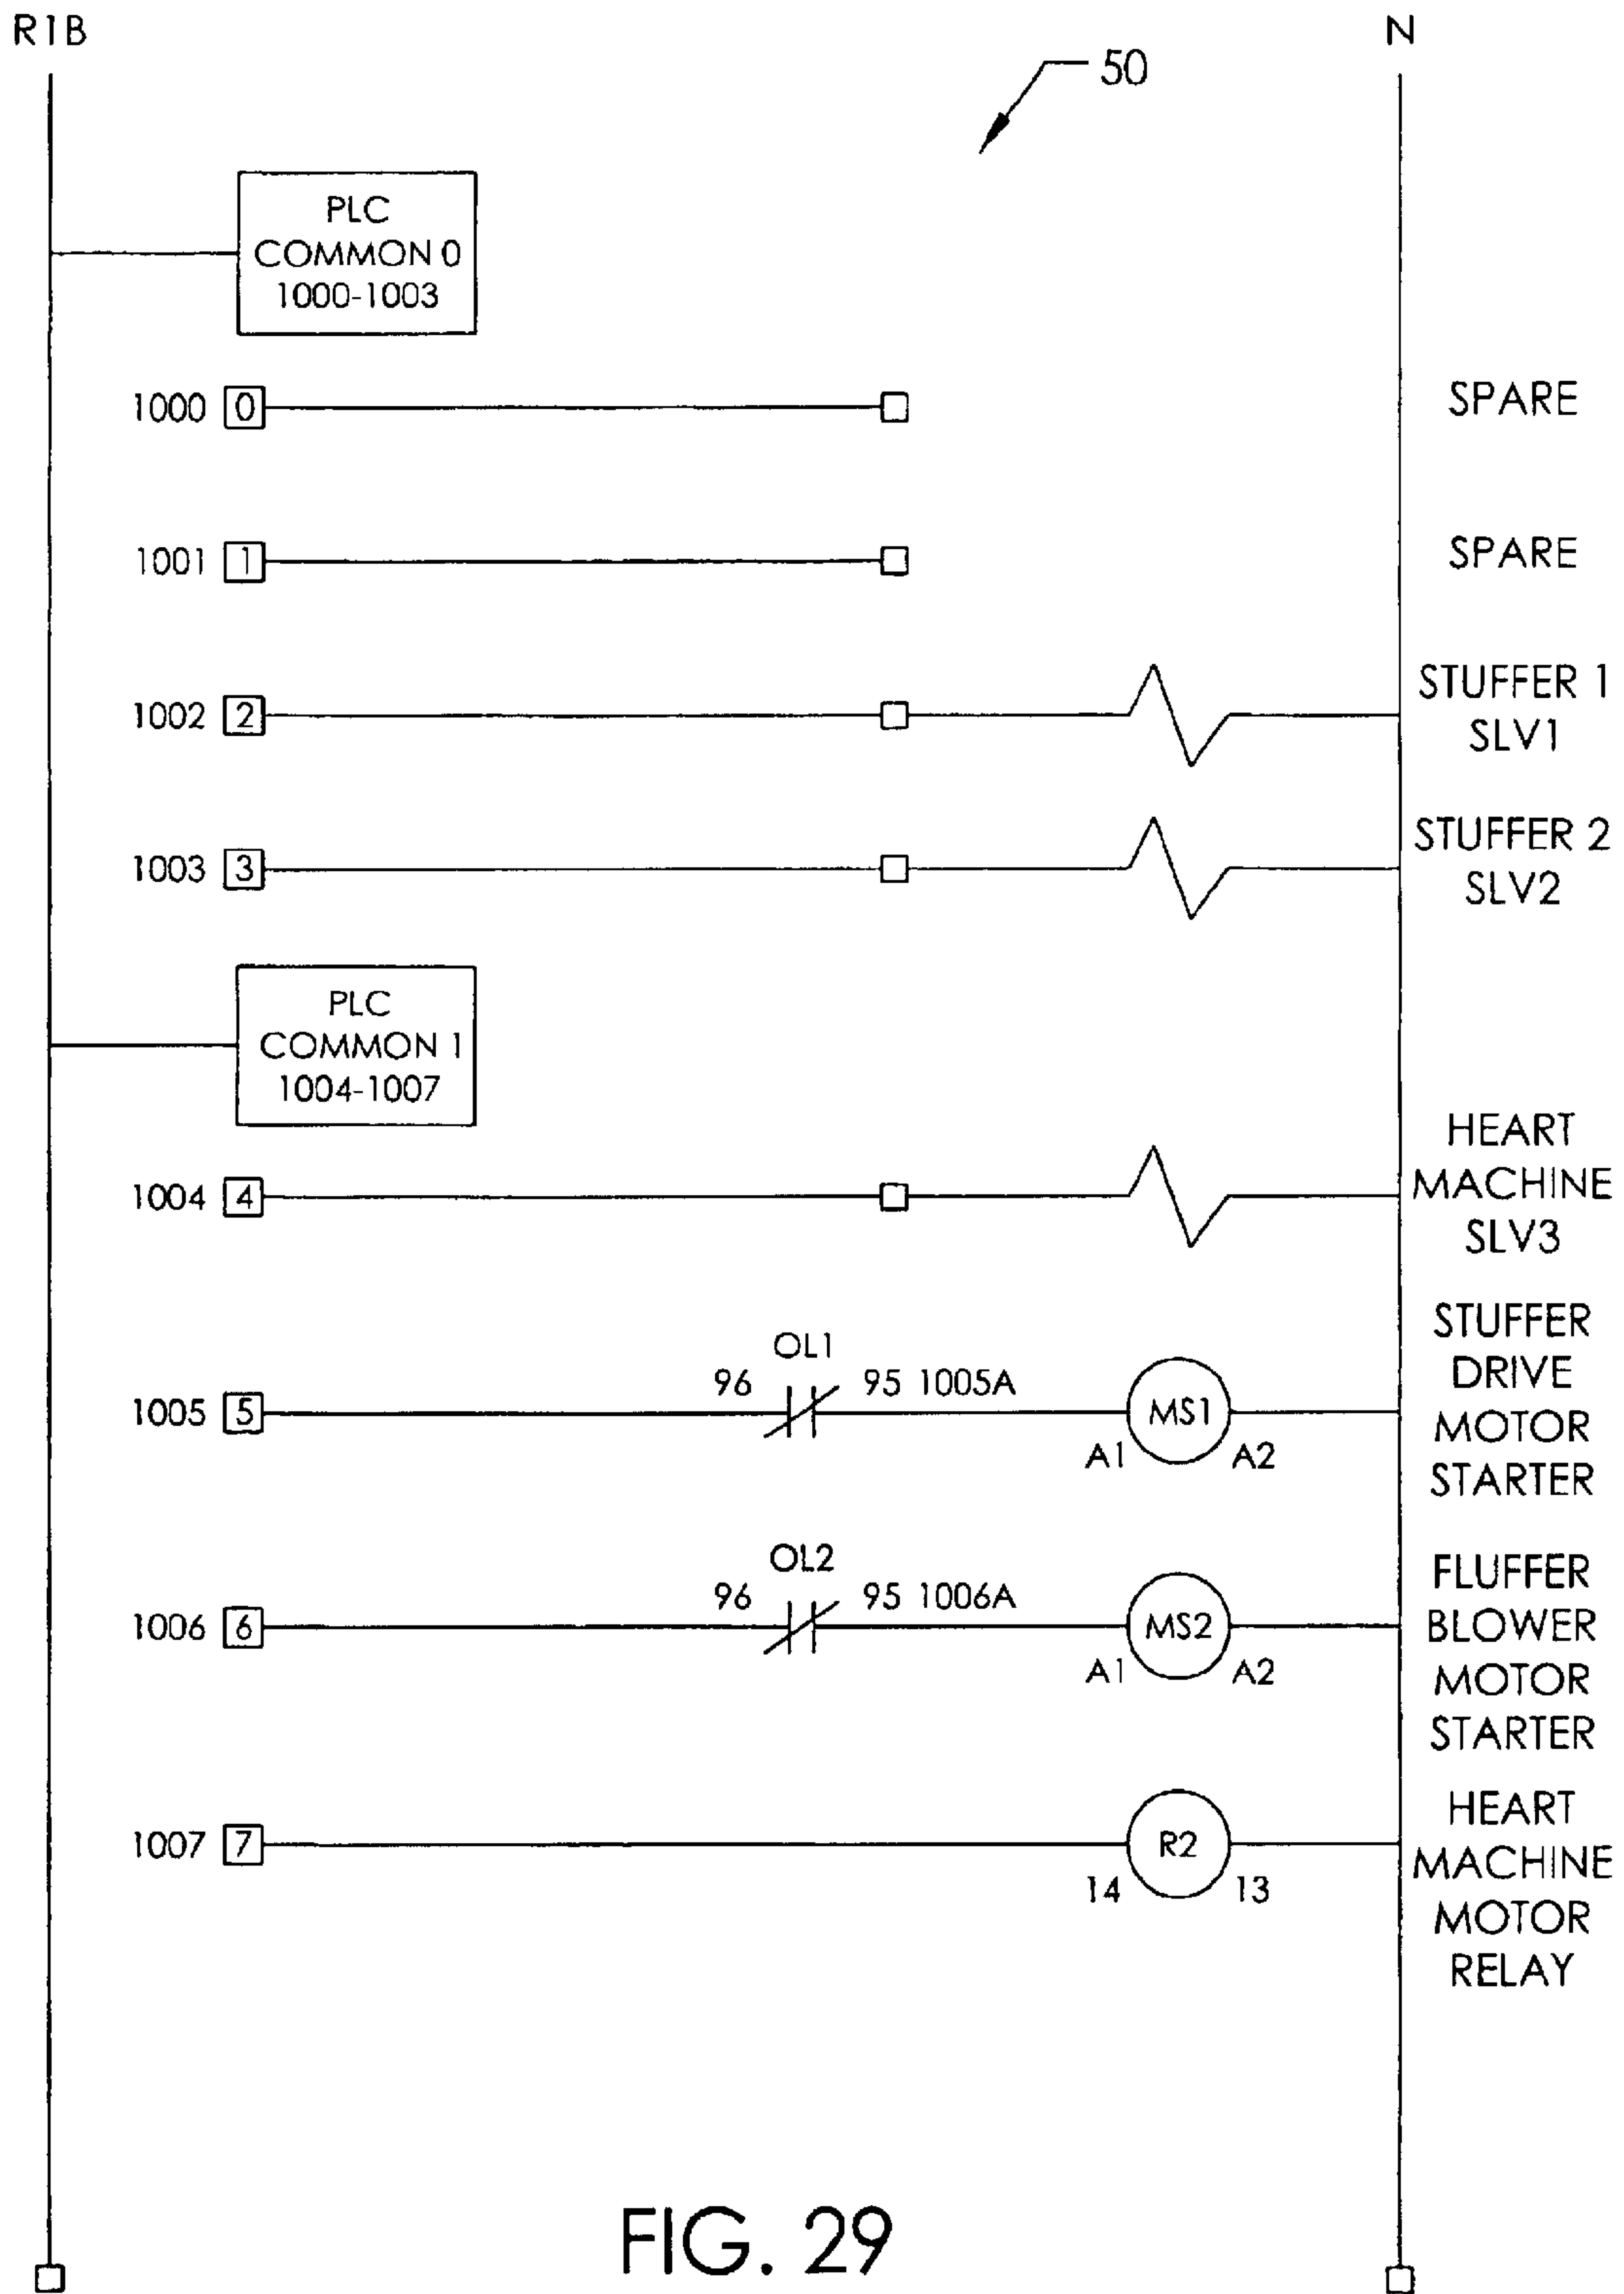 R1B
N
50
PLC
COMMON 0
1000-1003
1000 0
SPARE
1001 1
SPARE
1002 2
STUFFER 1
SLV1
1003 3
STUFFER 2
SLV2
PLC
COMMON 1
1004-1007
1004 4
HEART
MACHINE
SLV3
1005 5
OL1
96
95 1005A
MS1
A1
A2
STUFFER
DRIVE
MOTOR
STARTER
1006 6
OL2
96
95 1006A
MS2
A1
A2
FLUFFER
BLOWER
MOTOR
STARTER
1007 7
R2
14
13
HEART
MACHINE
MOTOR
RELAY
FIG. 29